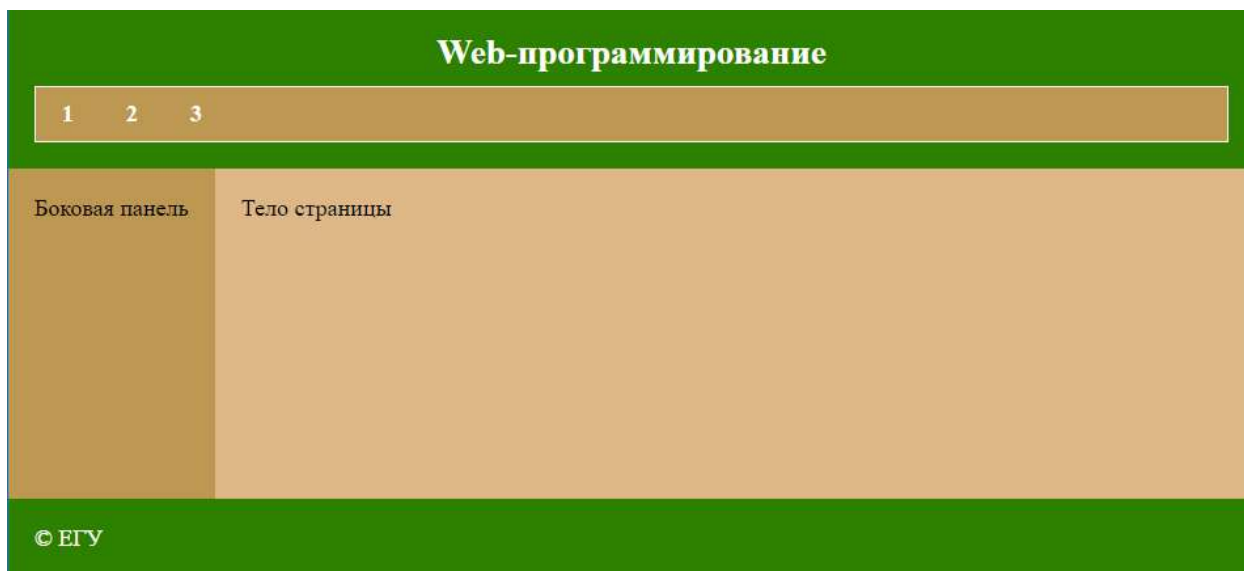 Web-программирование
1 2 3
Боковая панель
Тело страницы
© ЕГУ